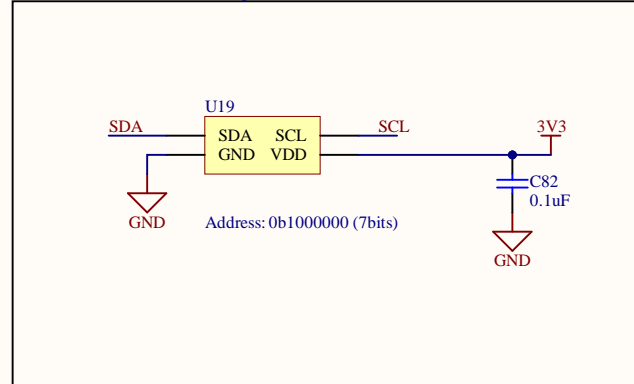 U19
SDA SCL 3V3
SDA SCL
GND VDD
C82
0.1uF
GND Address: 0b1000000 (7bits)
GND